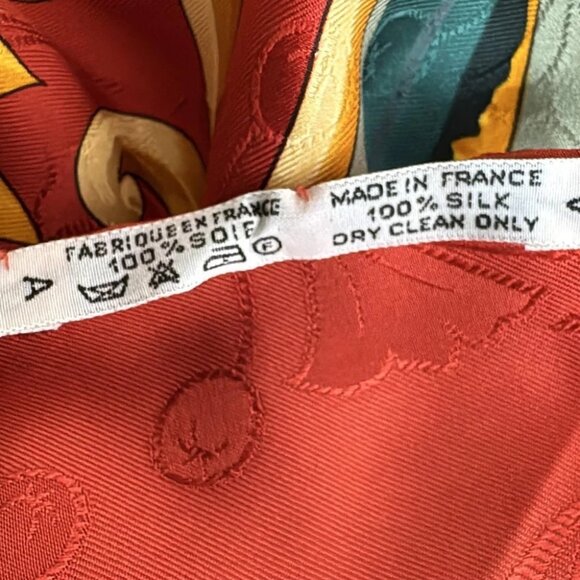 A
FABRIQUE EN FRANCE
100% SOIE
F
MADE IN FRANCE
100% SILK
DRY CLEAN ONLY
A